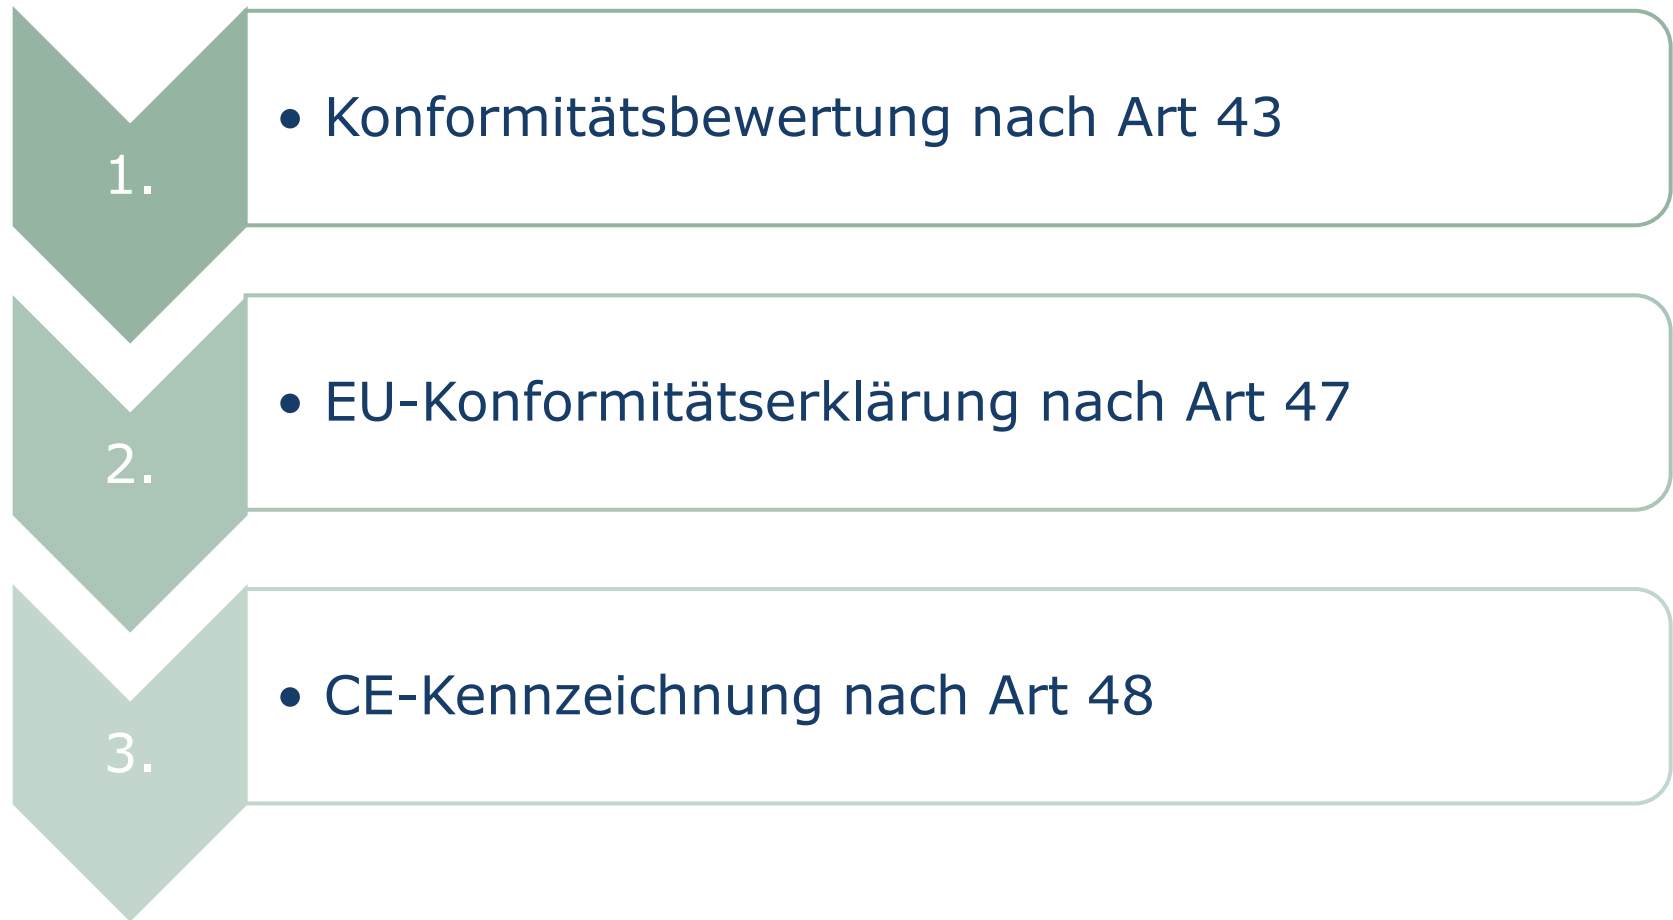 1.
• Konformitätsbewertung nach Art 43
2.
• EU-Konformitätserklärung nach Art 47
3.
• CE-Kennzeichnung nach Art 48